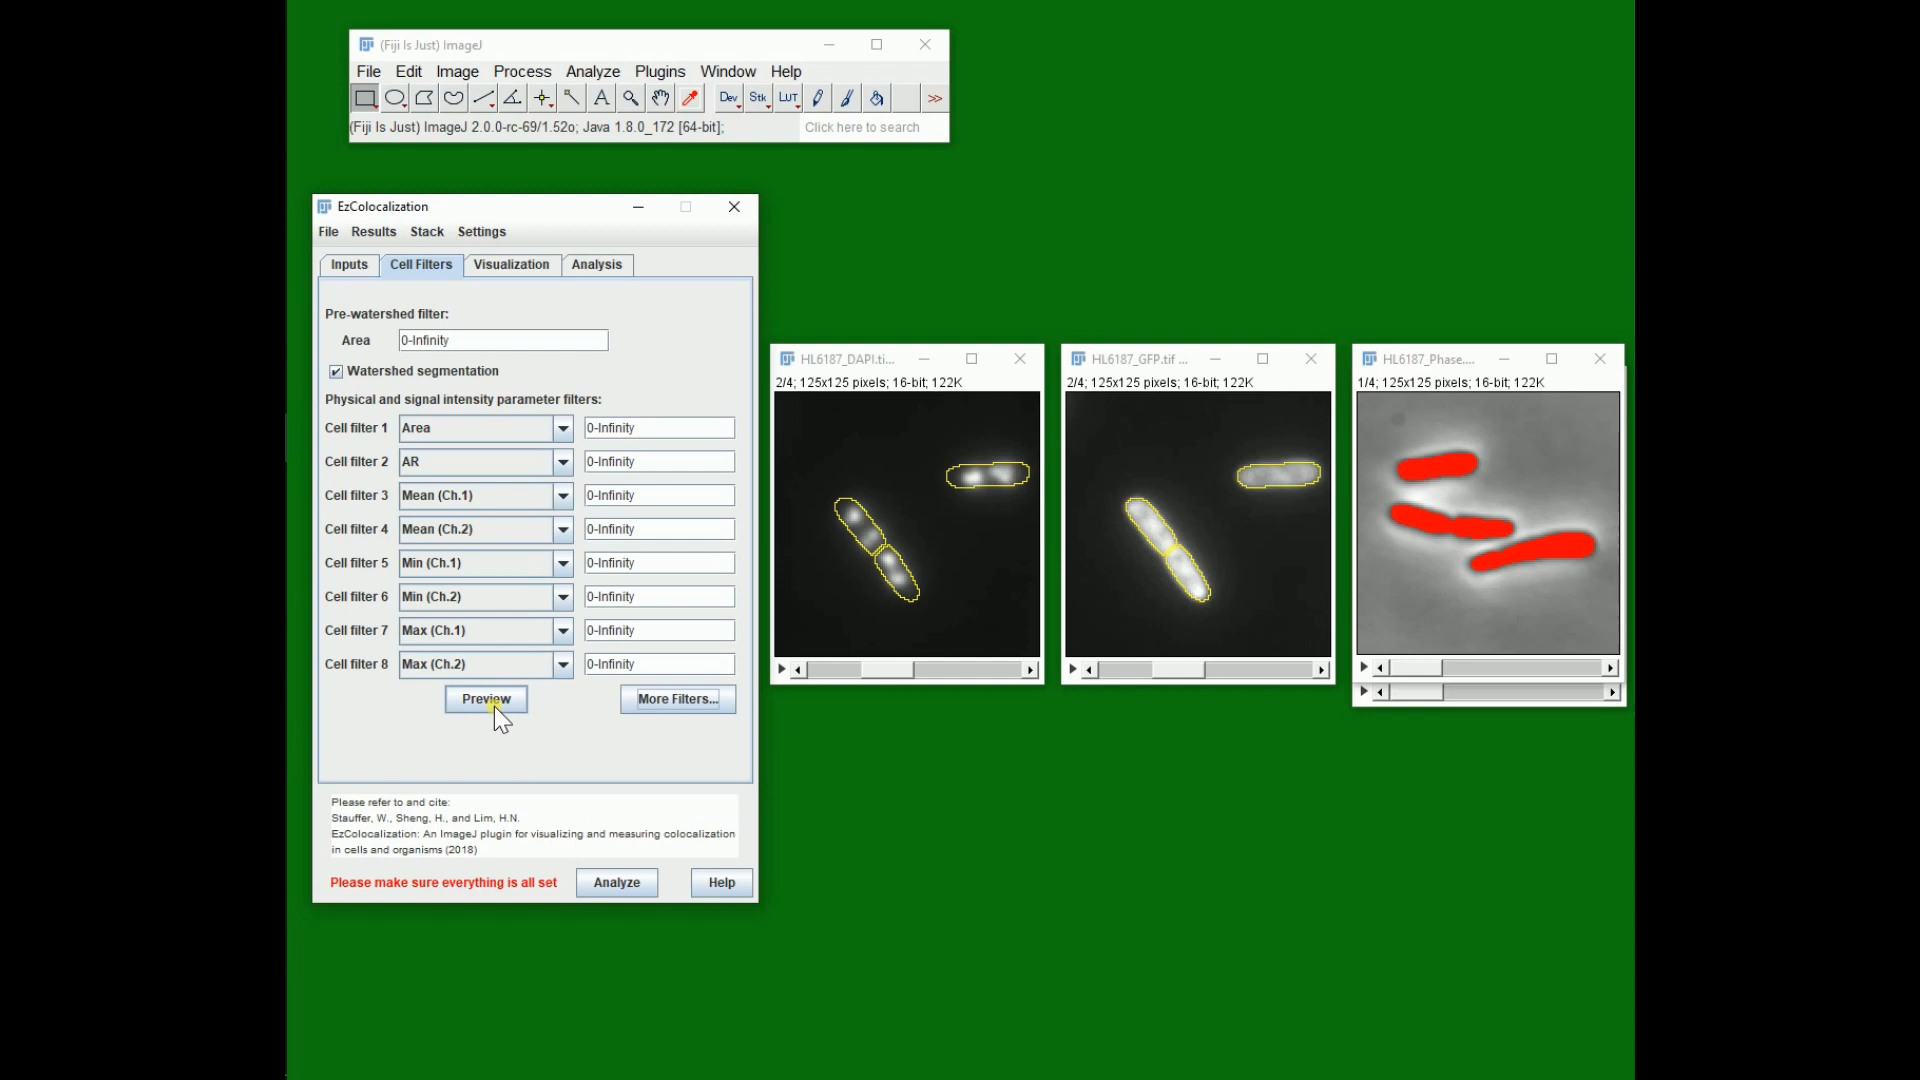 (Fiji Is Just) ImageJ
File Edit Image Process Analyze Plugins Window Help
Dev Stk LUT >>
(Fiji Is Just) ImageJ 2.0.0-rc-69/1.52o; Java 1.8.0_172 [64-bit];
Click here to search
EzColocalization
File Results Stack Settings
Inputs Cell Filters Visualization Analysis
Pre-watershed filter:
Area 0-Infinity
Watershed segmentation
Physical and signal intensity parameter filters:
Cell filter 1 Area 0-Infinity
Cell filter 2 AR 0-Infinity
Cell filter 3 Mean (Ch.1) 0-Infinity
Cell filter 4 Mean (Ch.2) 0-Infinity
Cell filter 5 Min (Ch.1) 0-Infinity
Cell filter 6 Min (Ch.2) 0-Infinity
Cell filter 7 Max (Ch.1) 0-Infinity
Cell filter 8 Max (Ch.2) 0-Infinity
Preview More Filters...
Please refer to and cite:
Stauffer, W., Sheng, H., and Lim, H.N.
EzColocalization: An ImageJ plugin for visualizing and measuring colocalization
in cells and organisms (2018)
Please make sure everything is all set Analyze Help
HL6187_DAPI.ti...
2/4; 125x125 pixels; 16-bit; 122K
HL6187_GFP.tif ...
2/4; 125x125 pixels; 16-bit; 122K
HL6187_Phase....
1/4; 125x125 pixels; 16-bit; 122K